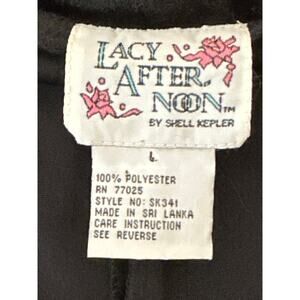 LACY
AFTER
NOON™
BY SHELL KEPLER
L
100% POLYESTER
RN 77025
STYLE NO: SK341
MADE IN SRI LANKA
CARE INSTRUCTION
SEE REVERSE